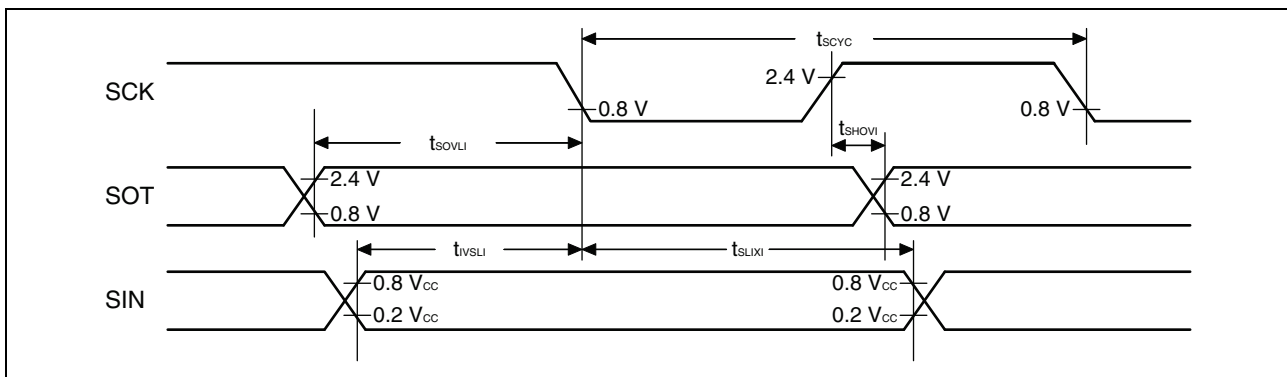 tSCYC
SCK
2.4 V
0.8 V
0.8 V
tSHOVI
tSOVLI
SOT
2.4 V
0.8 V
2.4 V
0.8 V
tIVSLI
tSLIXI
SIN
0.8 VCC
0.2 VCC
0.8 VCC
0.2 VCC